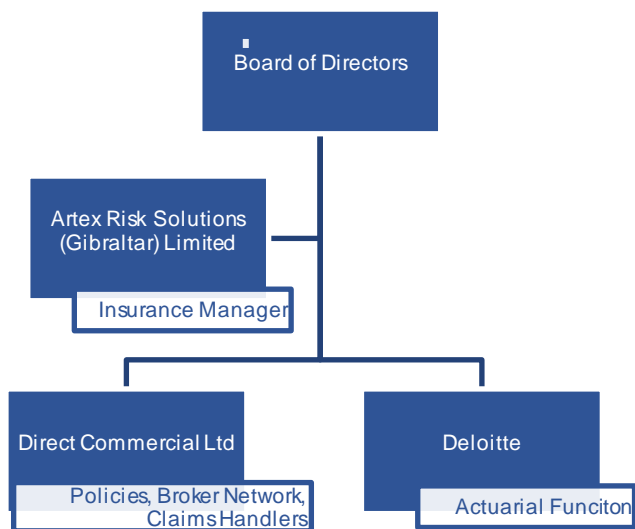 Board of Directors
Artex Risk Solutions
(Gibraltar) Limited
Insurance Manager
Direct Commercial Ltd
Policies, Broker Network,
Claims Handlers
Deloitte
Actuarial Funciton